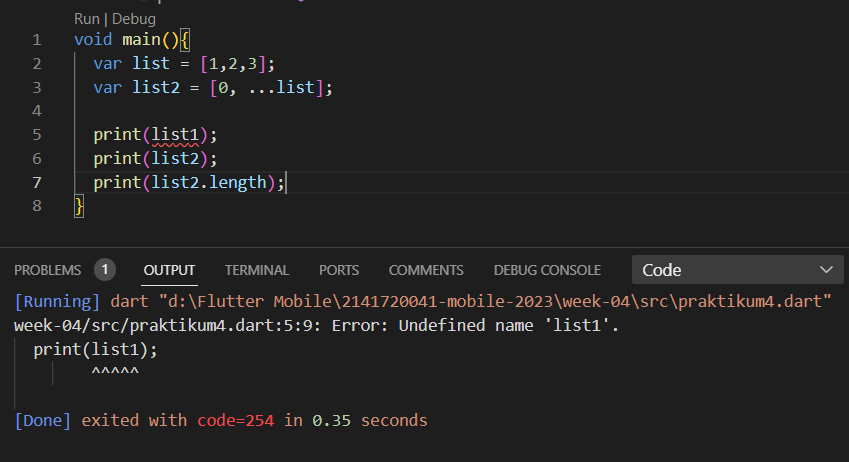 Run | Debug
1 void main(){
2 var list = [1,2,3];
3 var list2 = [0, ...list];
4
5 print(list1);
6 print(list2);
7 print(list2.length);
8 }
PROBLEMS 1 OUTPUT TERMINAL PORTS COMMENTS DEBUG CONSOLE Code
[Running] dart "d:\Flutter Mobile\2141720041-mobile-2023\week-04\src\praktikum4.dart"
week-04/src/praktikum4.dart:5:9: Error: Undefined name 'list1'.
print(list1);
^^^^^
[Done] exited with code=254 in 0.35 seconds